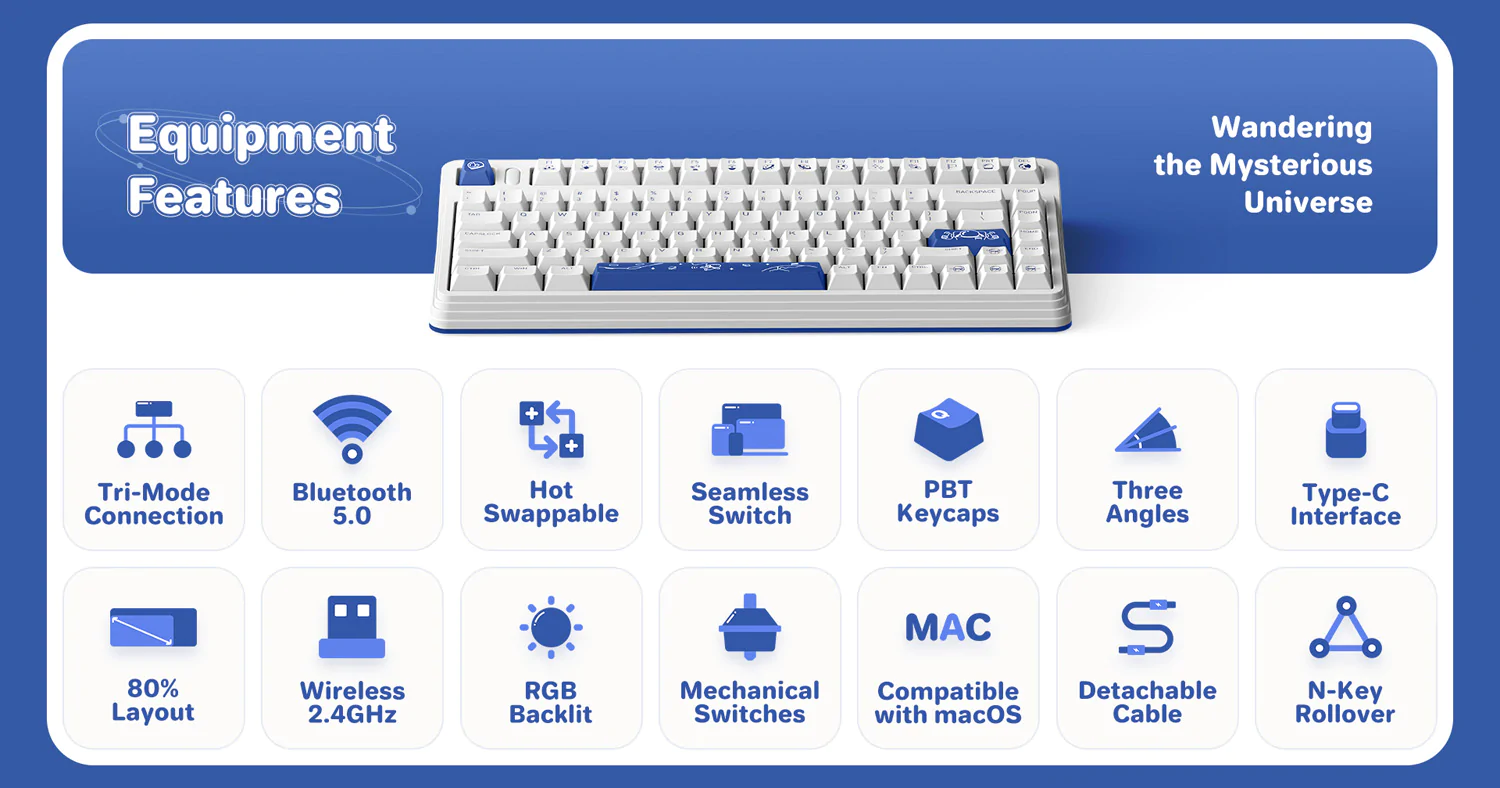 Equipment
Features
Wandering
the Mysterious
Universe
Tri-Mode
Connection
Bluetooth
5.0
Hot
Swappable
Seamless
Switch
PBT
Keycaps
Three
Angles
Type-C
Interface
80%
Layout
Wireless
2.4GHz
RGB
Backlit
Mechanical
Switches
MAC
Compatible
with macOS
Detachable
Cable
N-Key
Rollover